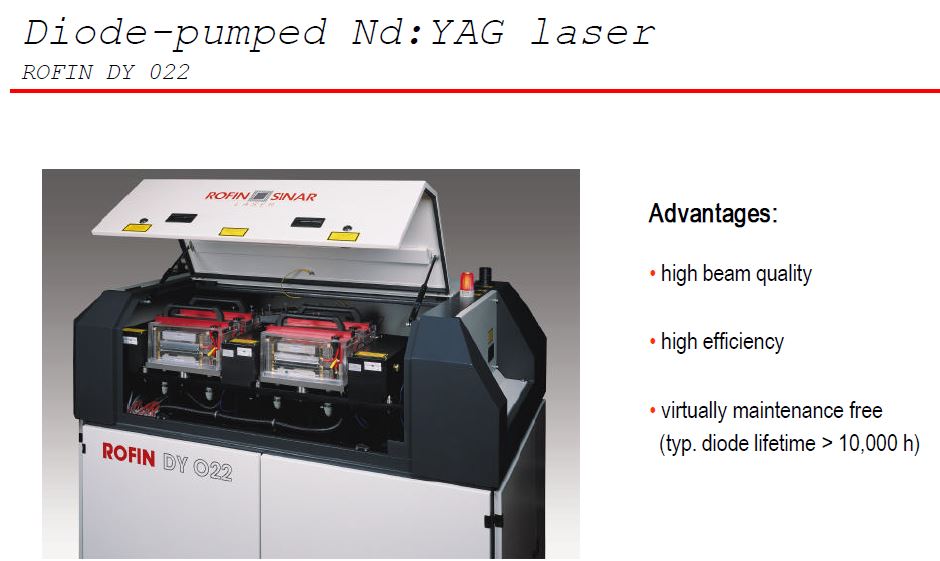 Diode-pumped Nd:YAG laser
ROFIN DY 022
ROFIN SINAR
LASER
ROFIN DY 022
Advantages:
• high beam quality
• high efficiency
• virtually maintenance free
(typ. diode lifetime > 10,000 h)